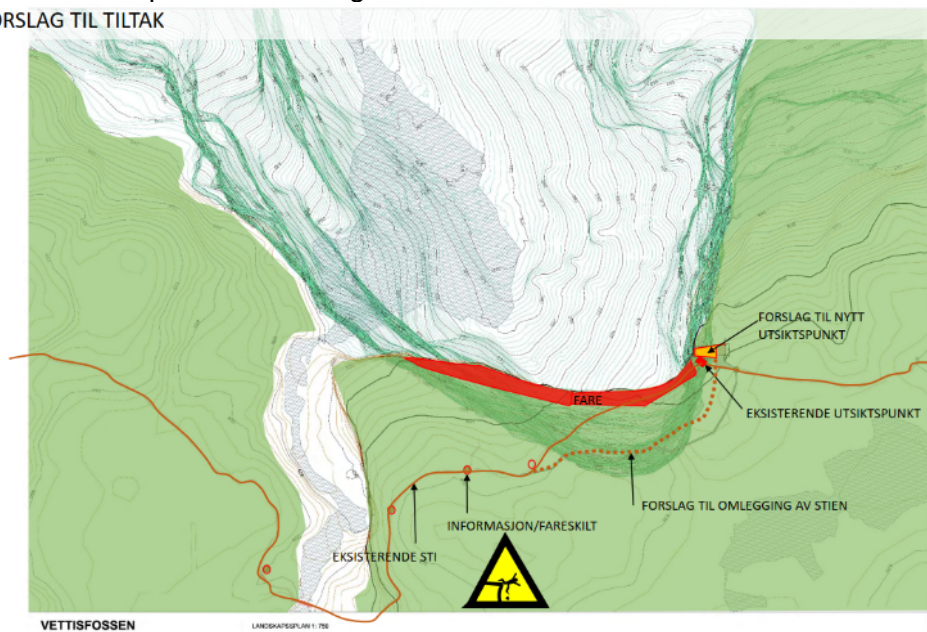 ORSLAG TIL TILTAK
FORSLAG TIL NYTT
UTSIKTSPUNKT
FARE
EKSISTERENDE UTSIKTSPUNKT
FORSLAG TIL OMLEGGING AV STIEN
INFORMASJON/FARESKILT
EKSISTERENDE STI
VETTISFOSSEN
LANDSKAPSPLAN 1: 750